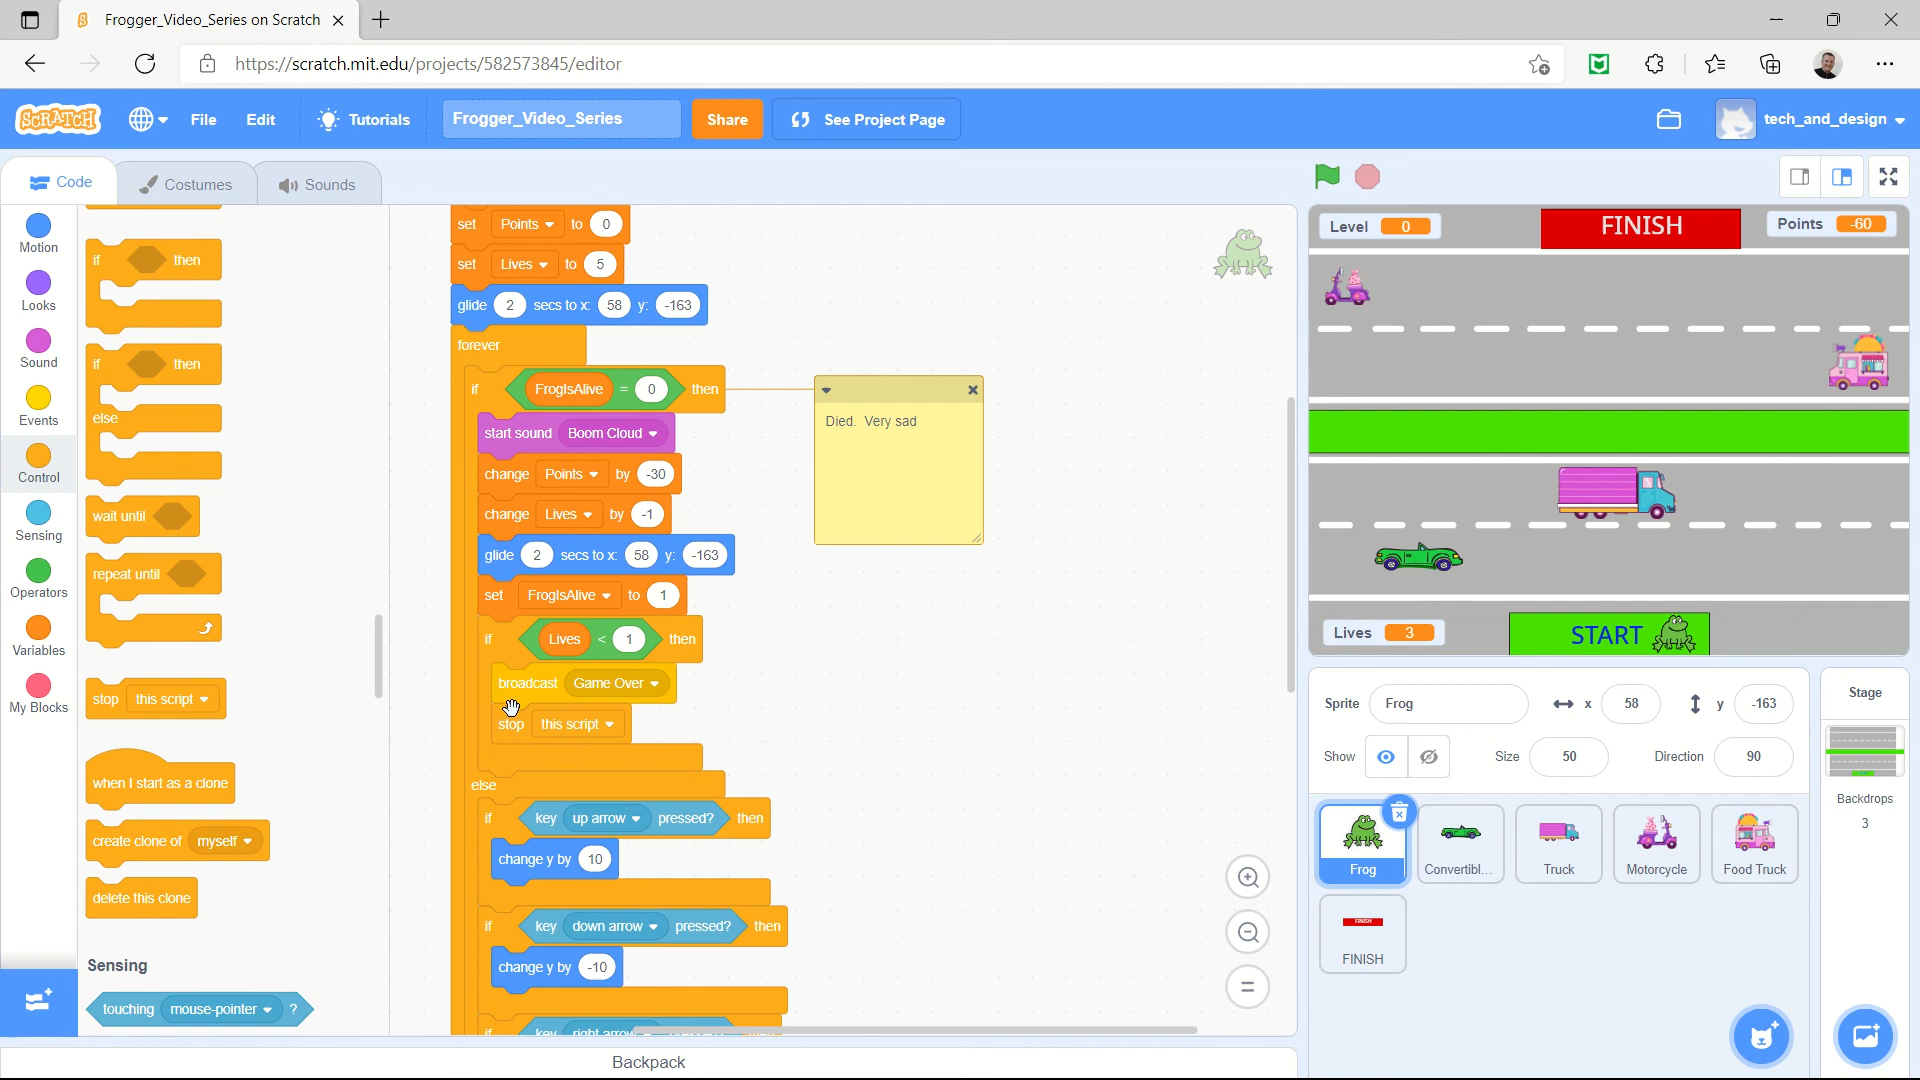 Frogger_Video_Series on Scratch
https://scratch.mit.edu/projects/582573845/editor
SCRATCH
File
Edit
Tutorials
Frogger_Video_Series
Share
See Project Page
tech_and_design
Code
Costumes
Sounds
Motion
Looks
Sound
Events
Control
Sensing
Operators
Variables
My Blocks
if then
if then
else
wait until
repeat until
stop this script
when I start as a clone
create clone of myself
delete this clone
Sensing
touching mouse-pointer ?
set Points to 0
set Lives to 5
glide 2 secs to x: 58 y: -163
forever
if FrogIsAlive = 0 then
Died. Very sad
start sound Boom Cloud
change Points by -30
change Lives by -1
glide 2 secs to x: 58 y: -163
set FrogIsAlive to 1
if Lives < 1 then
broadcast Game Over
stop this script
else
if key up arrow pressed? then
change y by 10
if key down arrow pressed? then
change y by -10
if key right arrow
Backpack
Level 0
FINISH
Points -60
Lives 3
START
Sprite Frog x 58 y -163
Show Size 50 Direction 90
Frog
Convertibl...
Truck
Motorcycle
Food Truck
FINISH
FINISH
Stage
Backdrops
3